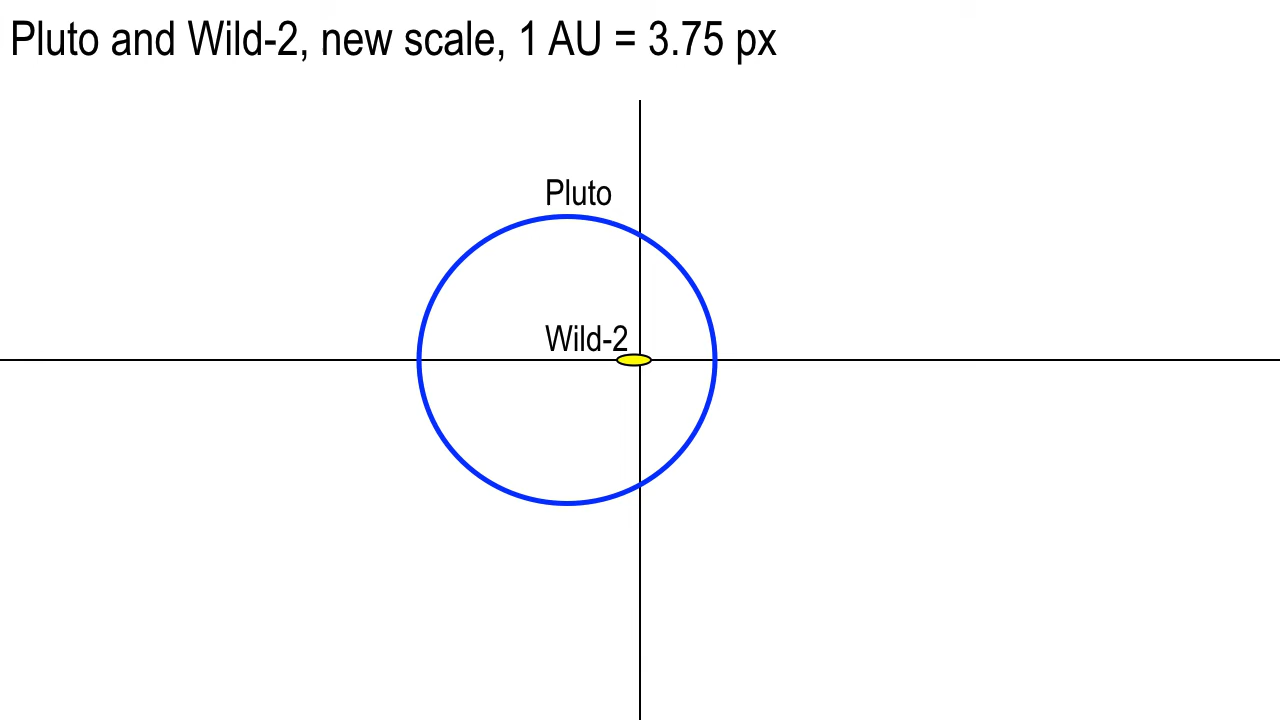 Pluto and Wild-2, new scale, 1 AU = 3.75 px
Pluto
Wild-2